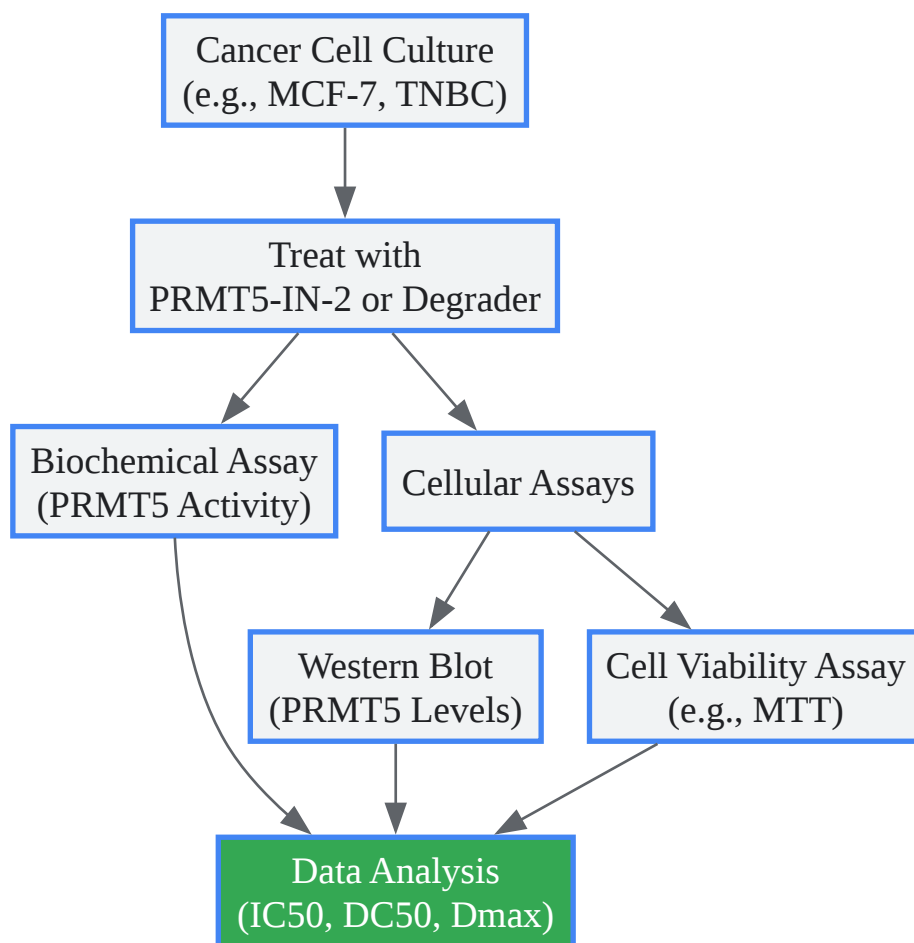 Cancer Cell Culture
(e.g., MCF-7, TNBC)
Treat with
PRMT5-IN-2 or Degrader
Biochemical Assay
(PRMT5 Activity)
Cellular Assays
Western Blot
(PRMT5 Levels)
Cell Viability Assay
(e.g., MTT)
Data Analysis
(IC50, DC50, Dmax)